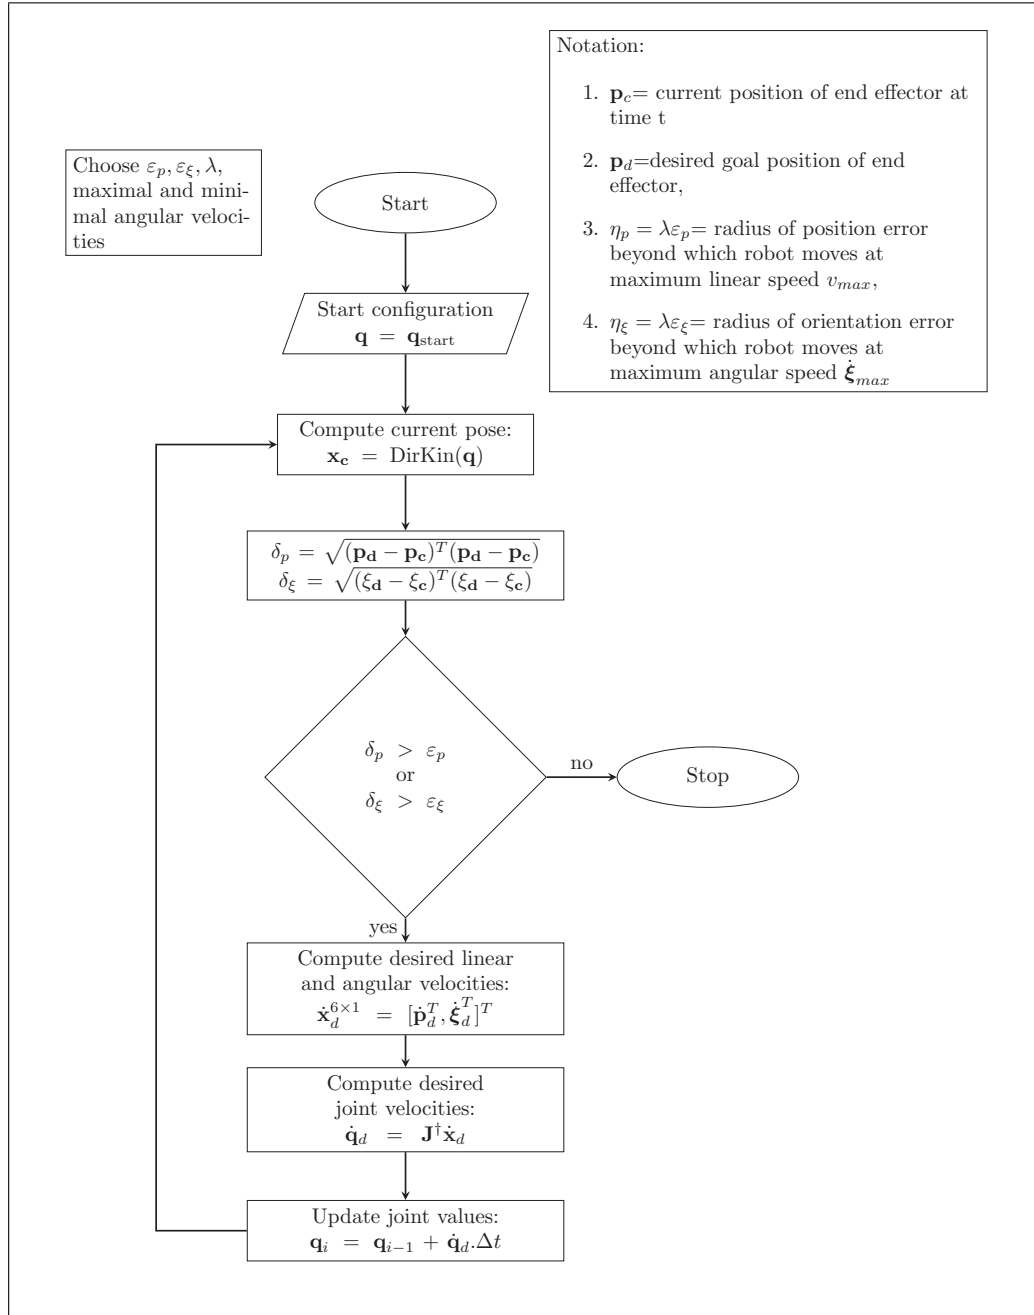 Notation:
1. 𝐩_c= current position of end effector at
time t
2. 𝐩_d=desired goal position of end
effector,
3. η_p = λε_p= radius of position error
beyond which robot moves at
maximum linear speed v_max,
4. η_ξ = λε_ξ= radius of orientation error
beyond which robot moves at
maximum angular speed ξ̇_max
Choose ε_p, ε_ξ, λ,
maximal and mini-
mal angular veloci-
ties
Start
Start configuration
𝐪 = 𝐪_start
Compute current pose:
𝐱_𝐜 = DirKin(𝐪)
δ_p = √((𝐩_𝐝 − 𝐩_𝐜)^T(𝐩_𝐝 − 𝐩_𝐜))
δ_ξ = √((ξ_𝐝 − ξ_𝐜)^T(ξ_𝐝 − ξ_𝐜))
δ_p > ε_p
or
δ_ξ > ε_ξ
no
Stop
yes
Compute desired linear
and angular velocities:
𝐱̇_d^{6×1} = [𝐩̇_d^T, ξ̇_d^T]^T
Compute desired
joint velocities:
𝐪̇_d = 𝐉^†𝐱̇_d
Update joint values:
𝐪_i = 𝐪_{i−1} + 𝐪̇_d.Δt